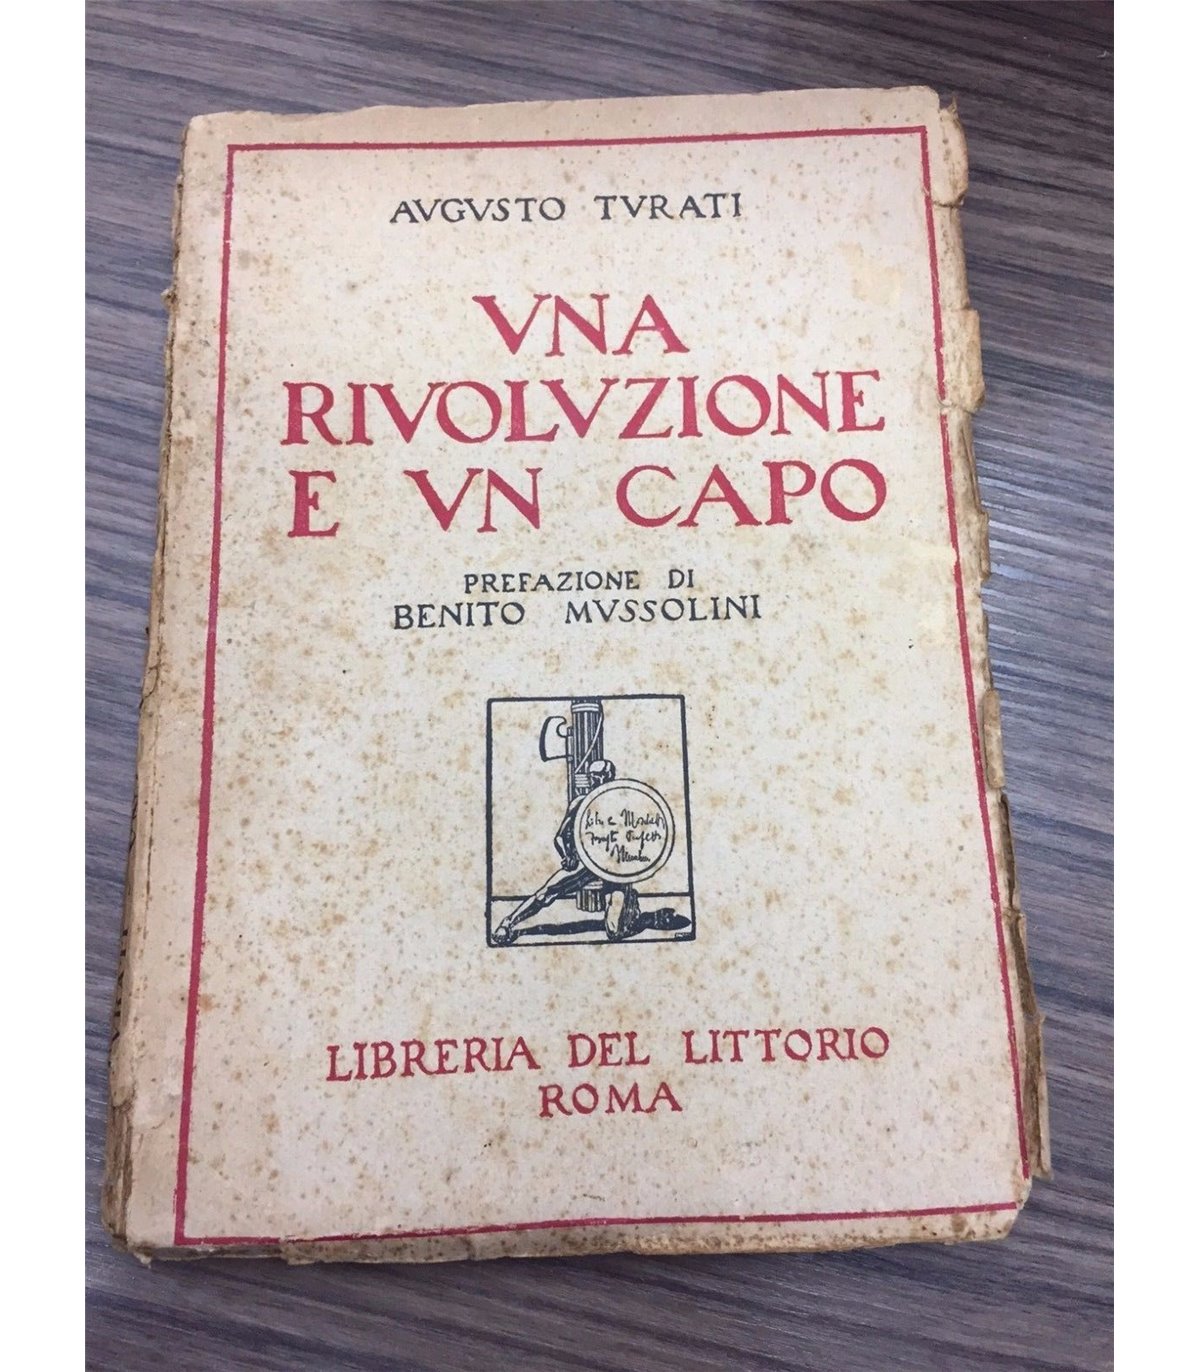 AVGVSTO TVRATI
VNA
RIVOLVZIONE
E VN CAPO
PREFAZIONE DI
BENITO MVSSOLINI
LIBRERIA DEL LITTORIO
ROMA